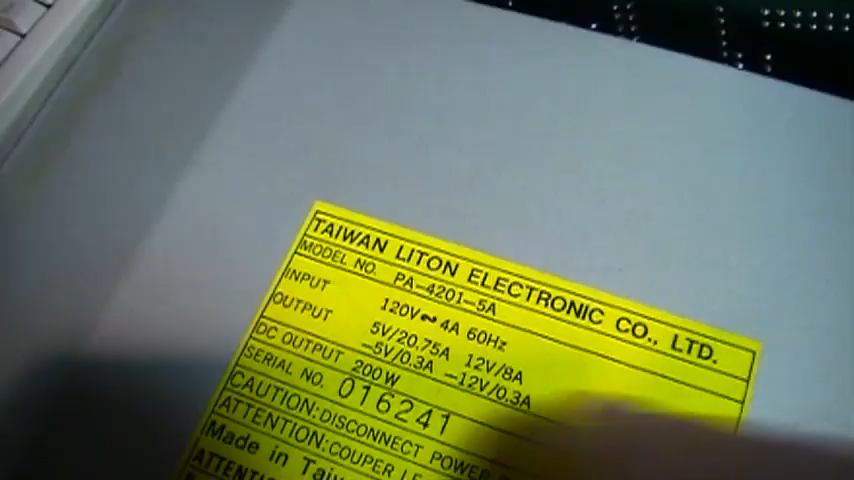 TAIWAN LITON ELECTRONIC CO., LTD.
MODEL NO. PA-4201-5A
INPUT 120V~ 4A 60Hz
OUTPUT 5V/20.75A 12V/8A
-5V/0.3A -12V/0.3A
DC OUTPUT 200W
SERIAL NO. 016241
CAUTION: DISCONNECT POWER
ATTENTION: COUPER
Made in
ATTENTION